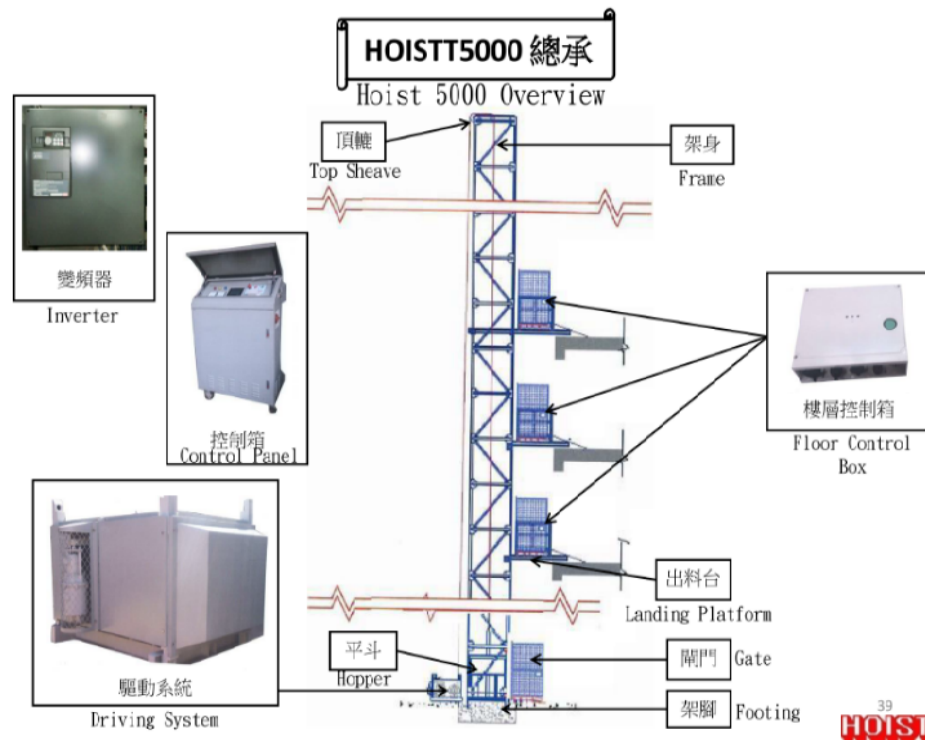 HOISTT5000 總承
Hoist 5000 Overview
頂轆
Top Sheave
架身
Frame
變頻器
Inverter
控制箱
Control Panel
樓層控制箱
Floor Control
Box
出料台
Landing Platform
平斗
Hopper
閘門 Gate
驅動系統
Driving System
架腳 Footing
39
HOIST